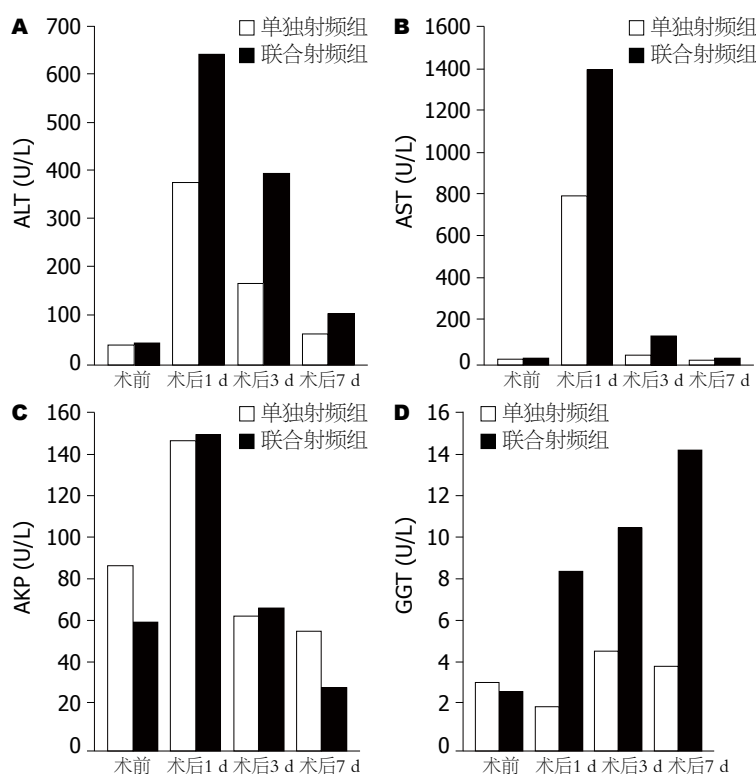 A
ALT (U/L)
700
600
500
400
300
200
100
0
单独射频组
联合射频组
术前 术后1 d 术后3 d 术后7 d
B
AST (U/L)
1600
1400
1200
1000
800
600
400
200
0
单独射频组
联合射频组
术前 术后1 d 术后3 d 术后7 d
C
AKP (U/L)
160
140
120
100
80
60
40
20
0
单独射频组
联合射频组
术前 术后1 d 术后3 d 术后7 d
D
GGT (U/L)
16
14
12
10
8
6
4
2
0
单独射频组
联合射频组
术前 术后1 d 术后3 d 术后7 d